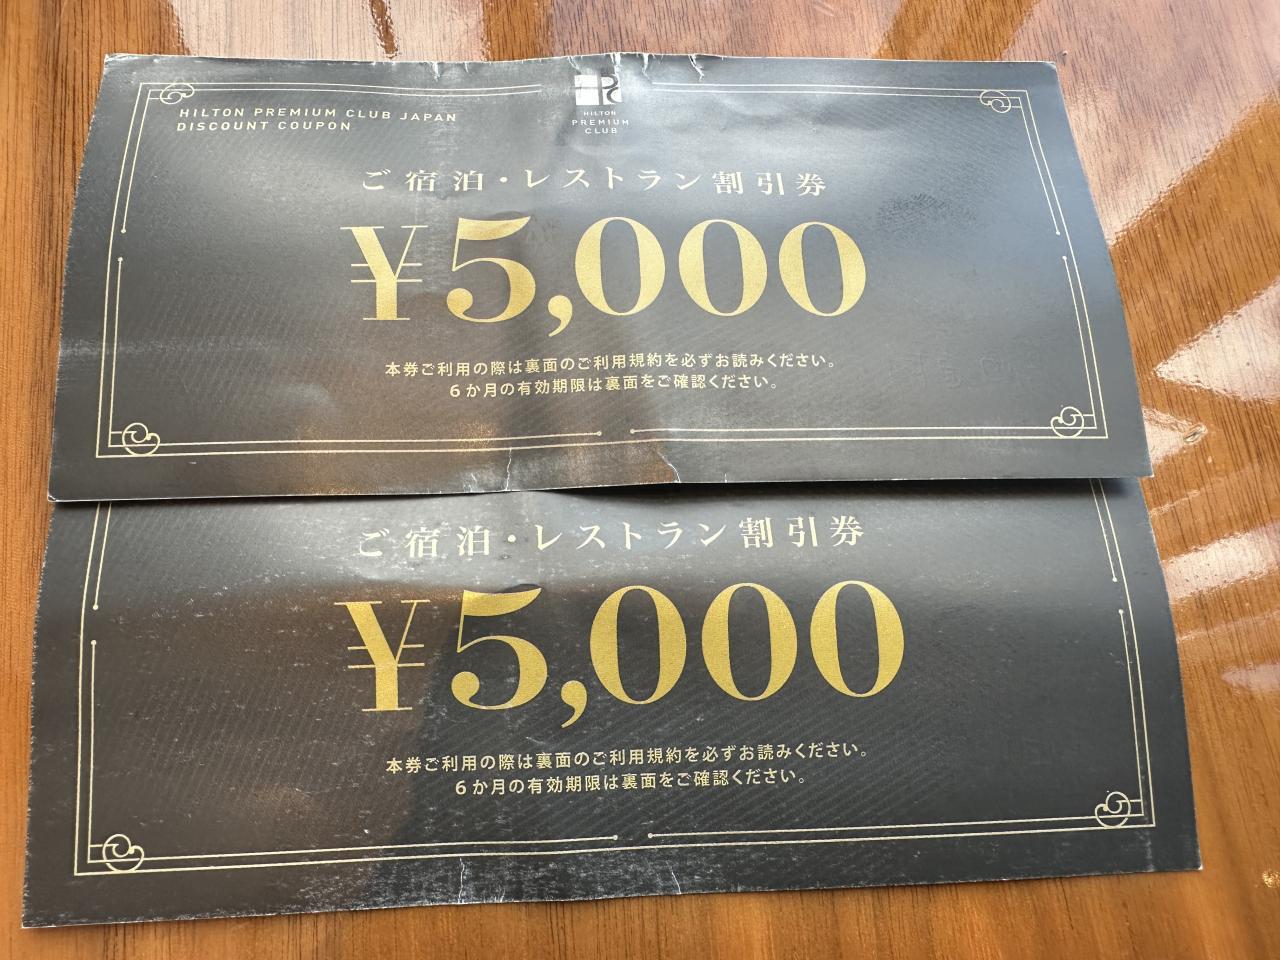 HILTON PREMIUM CLUB JAPAN
DISCOUNT COUPON
HILTON
PREMIUM
CLUB
ご宿泊・レストラン割引券
¥5,000
本券ご利用の際は裏面のご利用規約を必ずお読みください。
6か月の有効期限は裏面をご確認ください。
ご宿泊・レストラン割引券
¥5,000
本券ご利用の際は裏面のご利用規約を必ずお読みください。
6か月の有効期限は裏面をご確認ください。